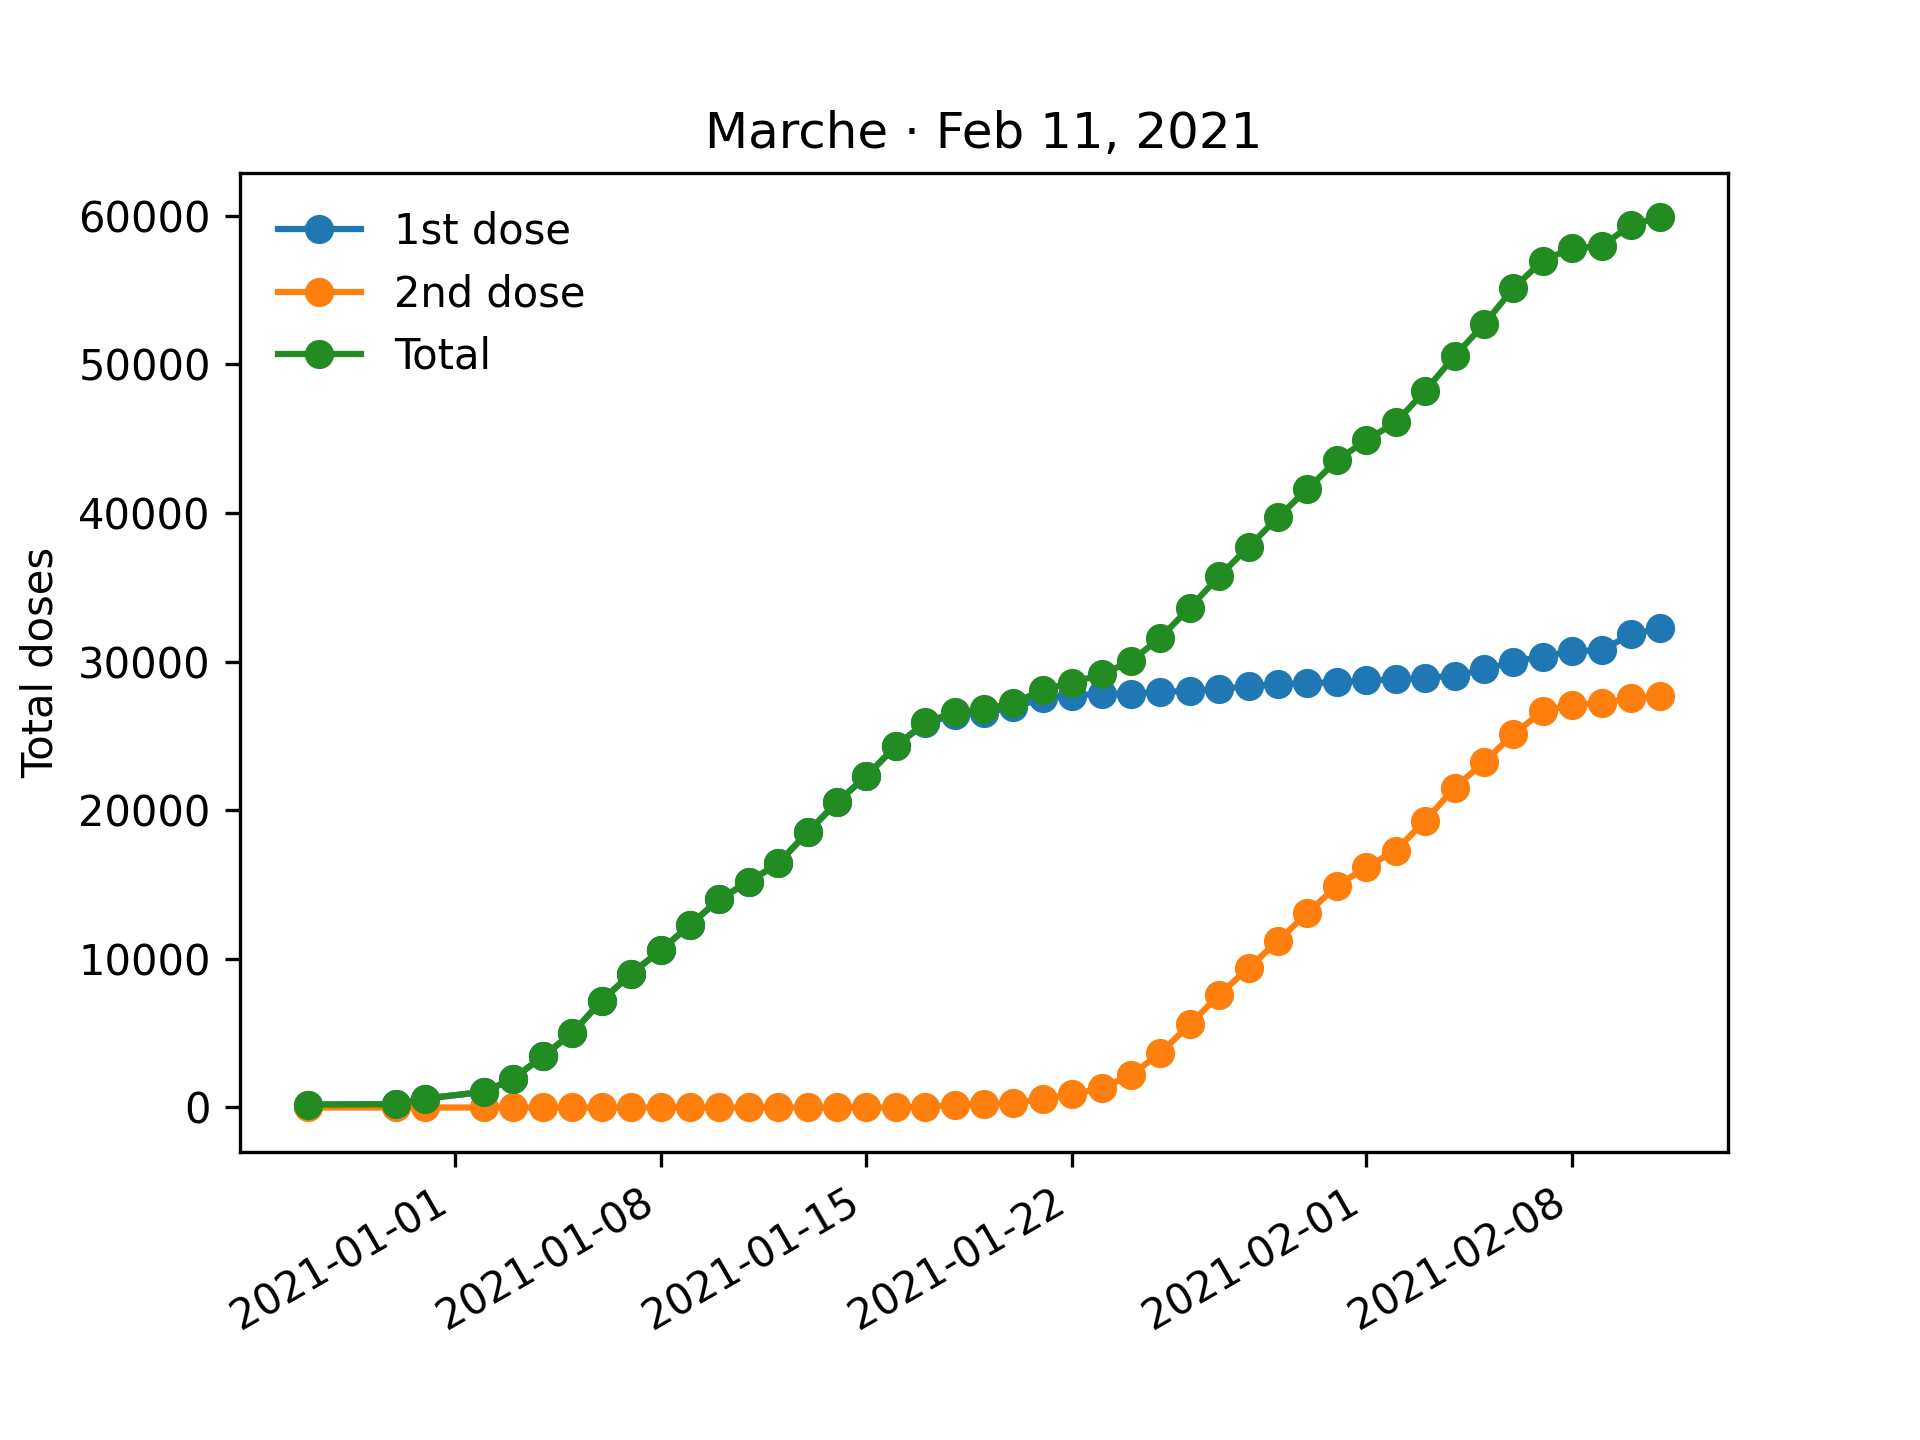 Marche · Feb 11, 2021
1st dose
2nd dose
Total
Total doses
60000
50000
40000
30000
20000
10000
0
2021-01-01
2021-01-08
2021-01-15
2021-01-22
2021-02-01
2021-02-08